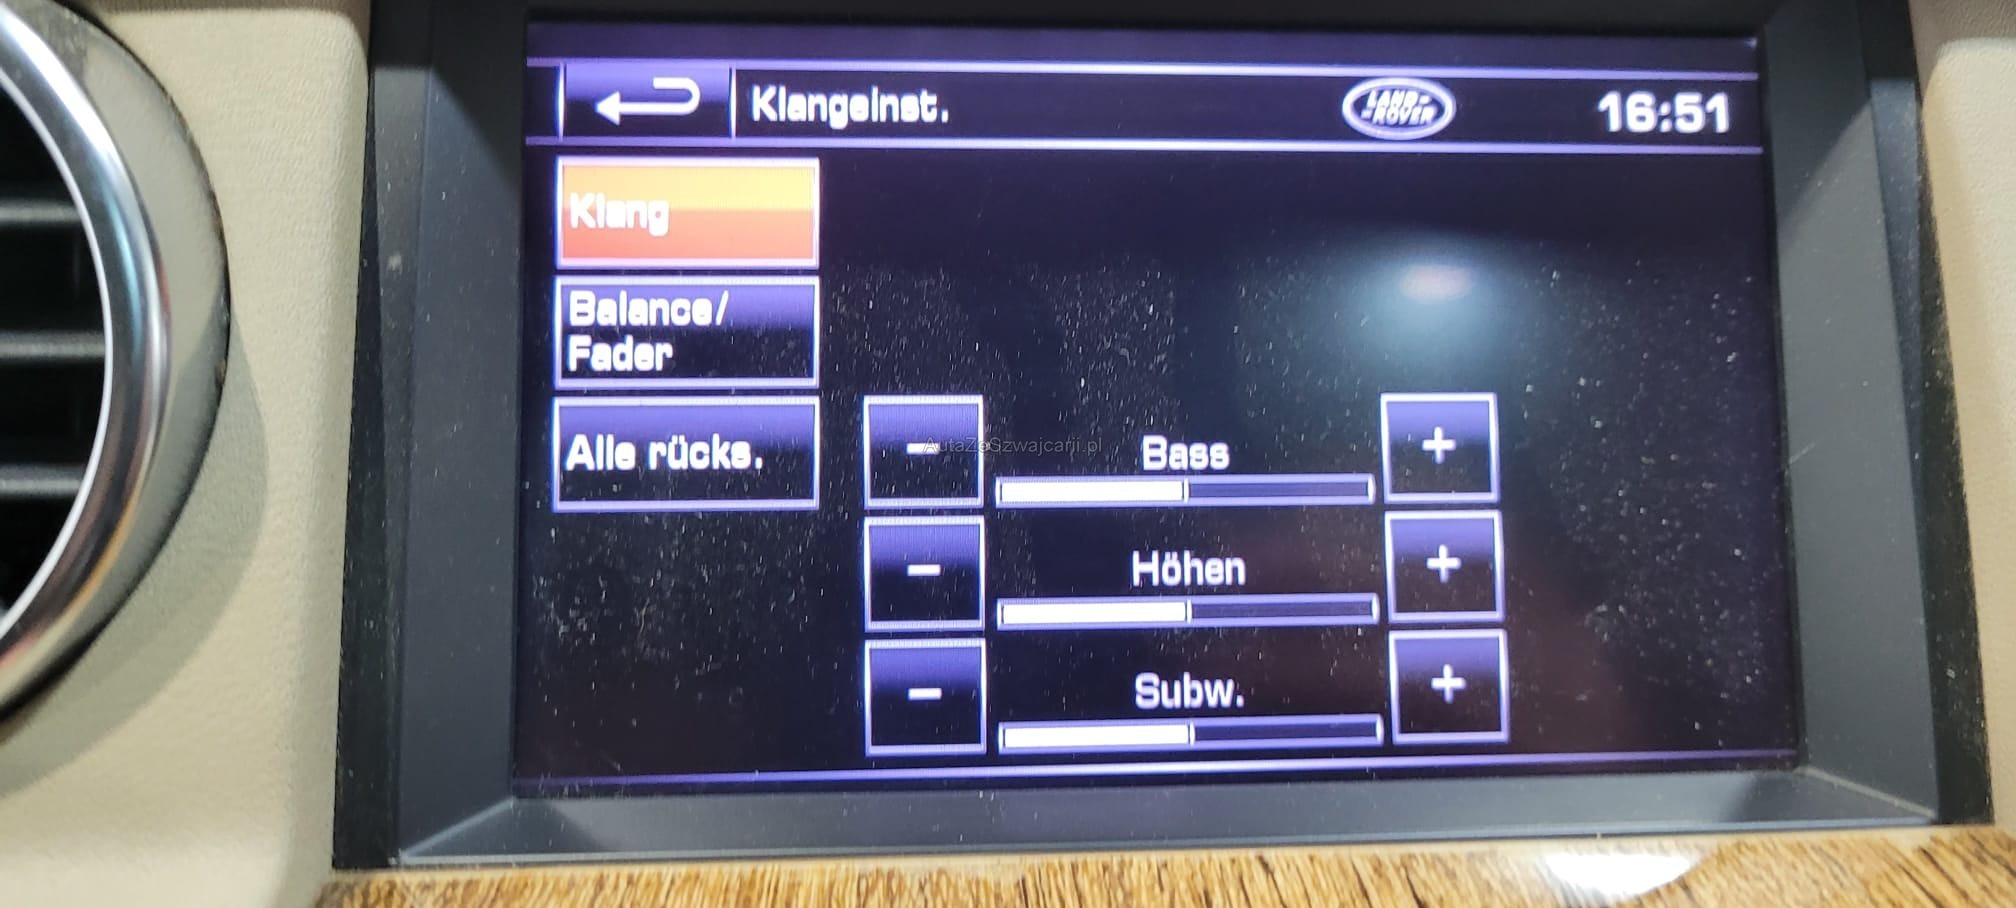 Klangeinst.
LAND-
-ROVER
16:51
Klang
Balance/
Fader
Alle rücks.
- Bass +
- Höhen +
- Subw. +
AutaZeSzwajcarii.pl